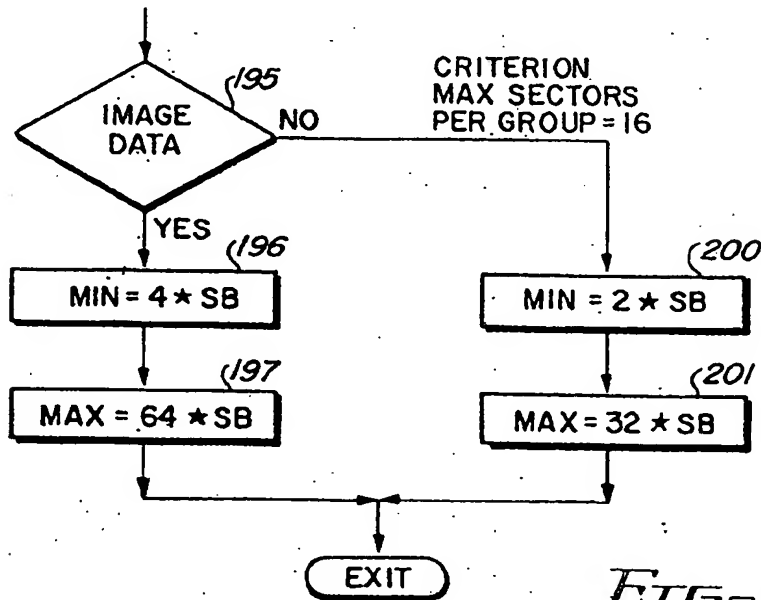 195
IMAGE
DATA
NO
CRITERION
MAX SECTORS
PER GROUP = 16
YES
196
MIN = 4 ★ SB
200
MIN = 2 ★ SB
197
MAX = 64 ★ SB
201
MAX = 32 ★ SB
EXIT